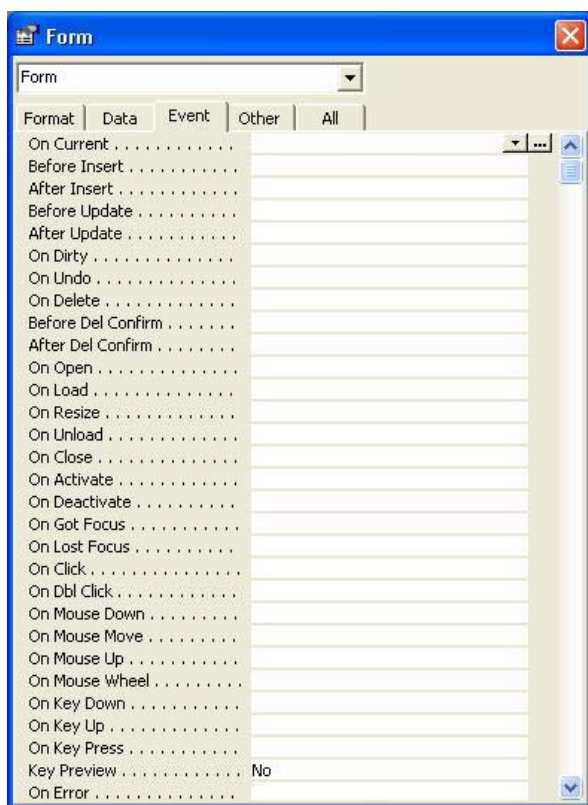 Form
Form
Format Data Event Other All
On Current . . . . . . . . . . . . ...
Before Insert . . . . . . . . . . .
After Insert . . . . . . . . . . . .
Before Update . . . . . . . . . .
After Update . . . . . . . . . . .
On Dirty . . . . . . . . . . . . . .
On Undo . . . . . . . . . . . . . .
On Delete . . . . . . . . . . . . .
Before Del Confirm . . . . . . .
After Del Confirm . . . . . . . .
On Open . . . . . . . . . . . . . .
On Load . . . . . . . . . . . . . .
On Resize . . . . . . . . . . . . .
On Unload . . . . . . . . . . . . .
On Close . . . . . . . . . . . . . .
On Activate . . . . . . . . . . . .
On Deactivate . . . . . . . . . .
On Got Focus . . . . . . . . . . .
On Lost Focus . . . . . . . . . .
On Click . . . . . . . . . . . . . . .
On Dbl Click . . . . . . . . . . . .
On Mouse Down . . . . . . . . .
On Mouse Move . . . . . . . . .
On Mouse Up . . . . . . . . . . .
On Mouse Wheel . . . . . . . . .
On Key Down . . . . . . . . . . .
On Key Up . . . . . . . . . . . . .
On Key Press . . . . . . . . . . .
Key Preview . . . . . . . . . . . . No
On Error . . . . . . . . . . . . . .